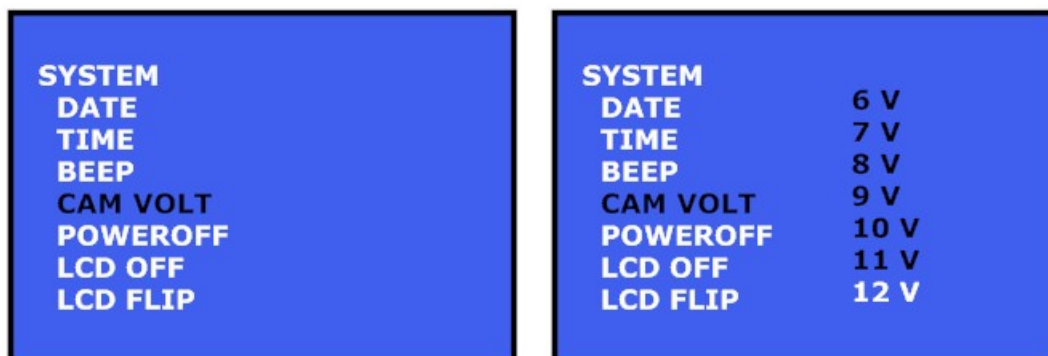 SYSTEM
DATE
TIME
BEEP
CAM VOLT
POWEROFF
LCD OFF
LCD FLIP
SYSTEM
DATE
TIME
BEEP
CAM VOLT
POWEROFF
LCD OFF
LCD FLIP
6 V
7 V
8 V
9 V
10 V
11 V
12 V